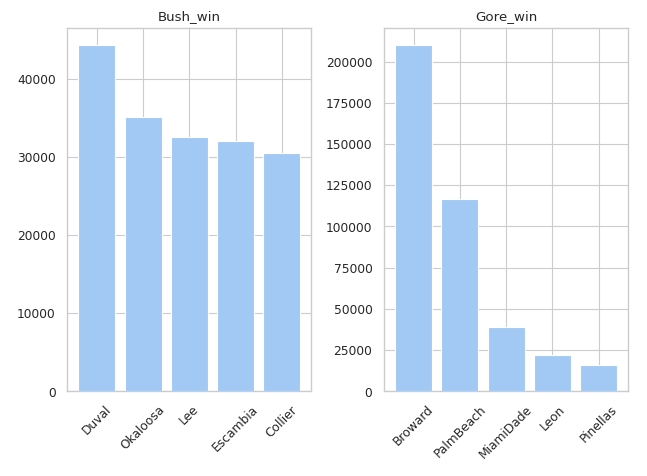 Bush_win
40000
30000
20000
10000
0
Duval
Okaloosa
Lee
Escambia
Collier
Gore_win
200000
175000
150000
125000
100000
75000
50000
25000
0
Broward
PalmBeach
MiamiDade
Leon
Pinellas